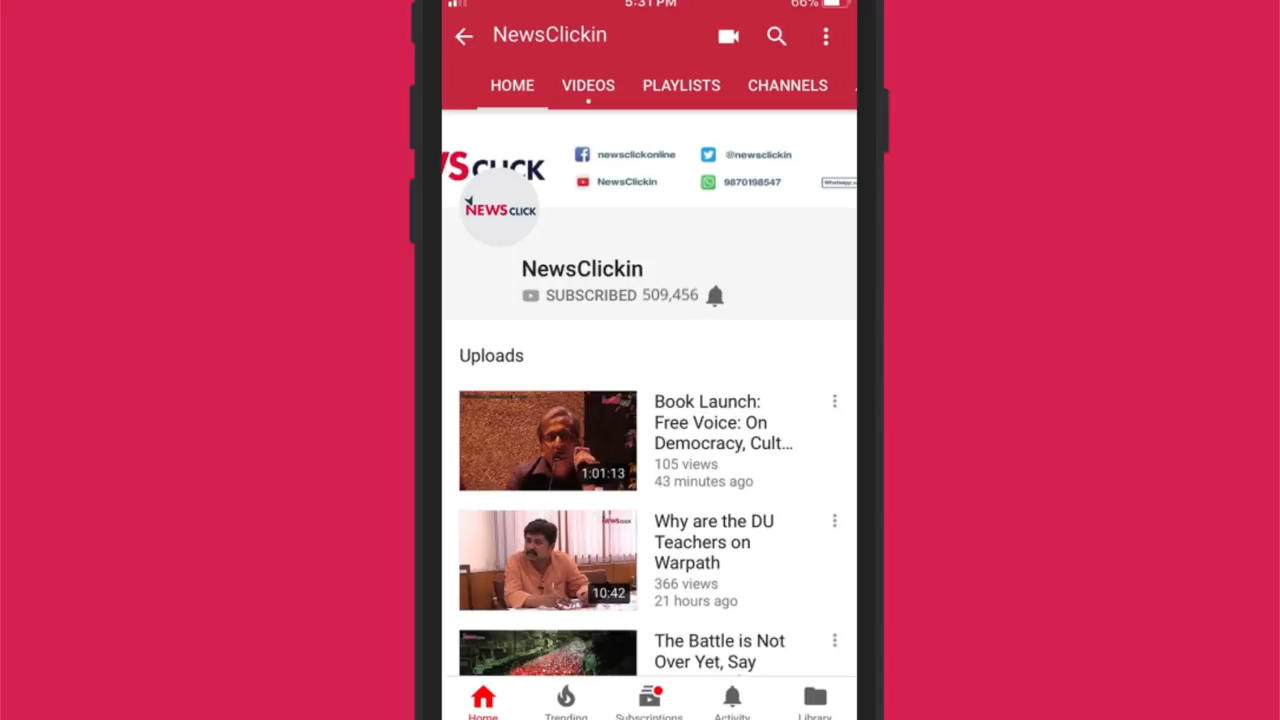 5:31 PM
66%
NewsClickin
HOME VIDEOS PLAYLISTS CHANNELS
S CLICK
newsclickonline
@newsclickin
NewsClickin
9870198547
NEWS CLICK
NewsClickin
SUBSCRIBED 509,456
Uploads
Book Launch:
Free Voice: On
Democracy, Cult...
105 views
43 minutes ago
1:01:13
Why are the DU
Teachers on
Warpath
366 views
21 hours ago
NEWSCLICK
10:42
The Battle is Not
Over Yet, Say
Home Trending Subscriptions Activity Library